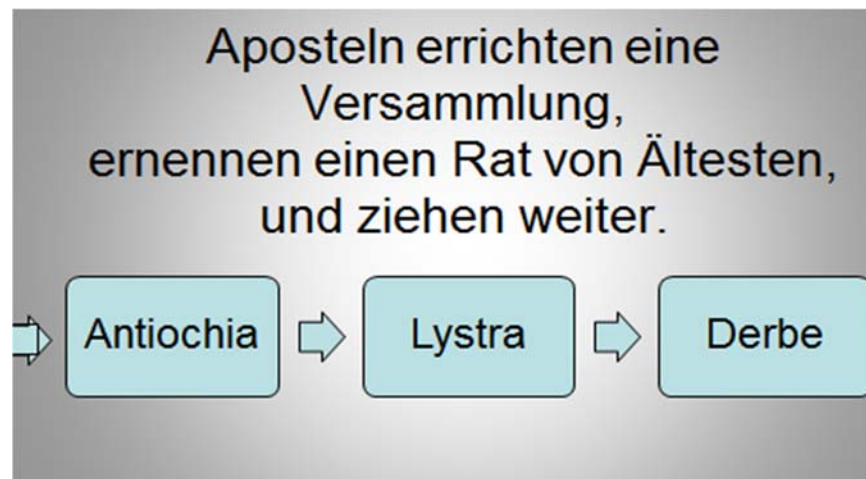 Aposteln errichten eine
Versammlung,
ernennen einen Rat von Ältesten,
und ziehen weiter.
Antiochia
Lystra
Derbe